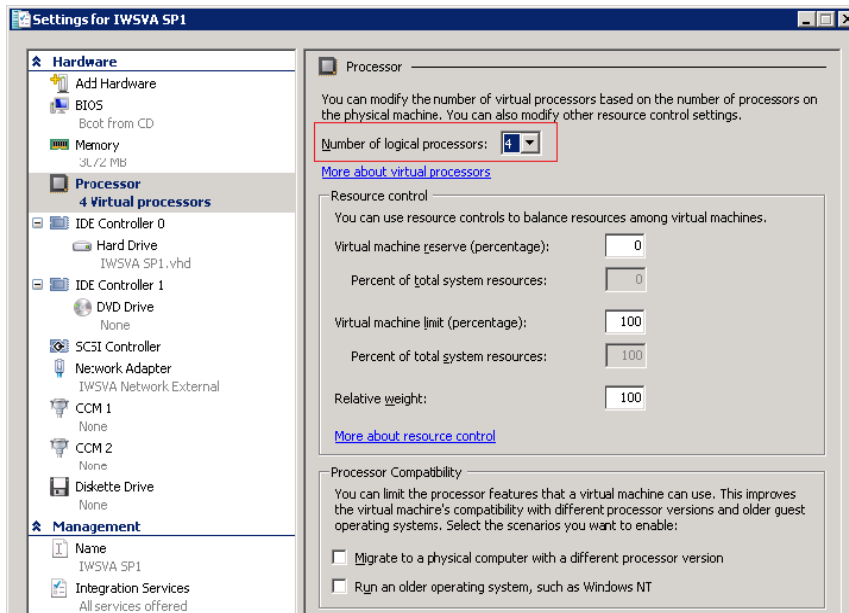 Settings for IWSVA SP1
Hardware
Add Hardware
BIOS
Boot from CD
Memory
3072 MB
Processor
4 Virtual processors
IDE Controller 0
Hard Drive
IWSVA SP1.vhd
IDE Controller 1
DVD Drive
None
SCSI Controller
Network Adapter
IWSVA Network External
COM 1
None
COM 2
None
Diskette Drive
None
Management
Name
IWSVA SP1
Integration Services
All services offered
Processor
You can modify the number of virtual processors based on the number of processors on
the physical machine. You can also modify other resource control settings.
Number of logical processors: 4
More about virtual processors
Resource control
You can use resource controls to balance resources among virtual machines.
Virtual machine reserve (percentage): 0
Percent of total system resources: 0
Virtual machine limit (percentage): 100
Percent of total system resources: 100
Relative weight: 100
More about resource control
Processor Compatibility
You can limit the processor features that a virtual machine can use. This improves
the virtual machine's compatibility with different processor versions and older guest
operating systems. Select the scenarios you want to enable:
Migrate to a physical computer with a different processor version
Run an older operating system, such as Windows NT